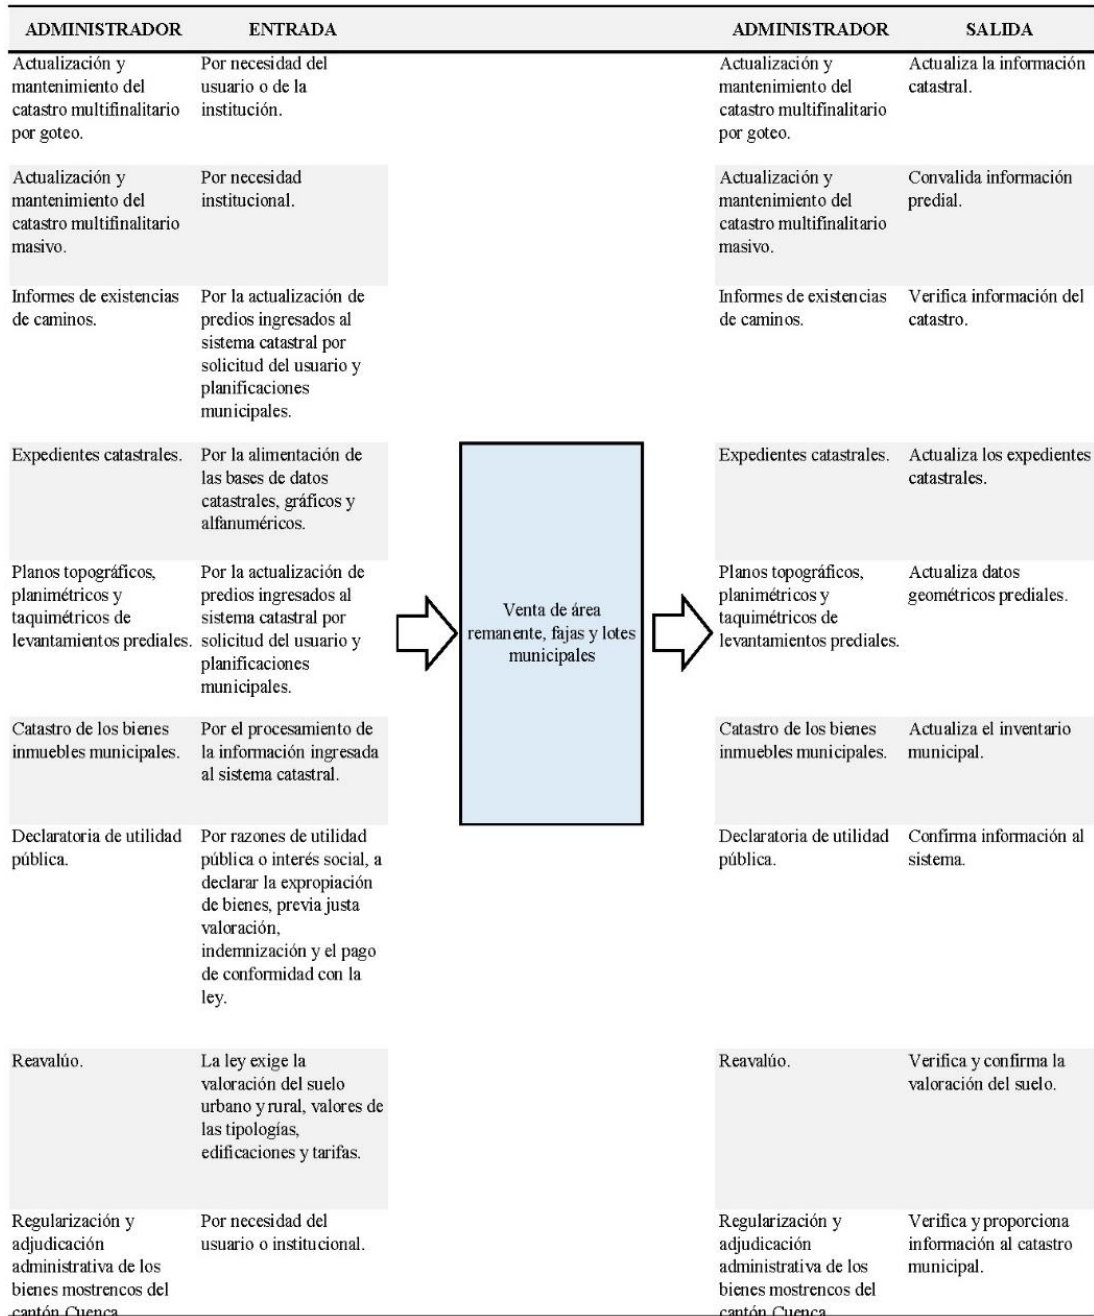 ADMINISTRADOR ENTRADA
Actualización y Por necesidad del
mantenimiento del usuario o de la
catastro multifinalitario institución.
por goteo.
Actualización y Por necesidad
mantenimiento del institucional.
catastro multifinalitario
masivo.
Informes de existencias Por la actualización de
de caminos. predios ingresados al
sistema catastral por
solicitud del usuario y
planificaciones
municipales.
Expedientes catastrales. Por la alimentación de
las bases de datos
catastrales, gráficos y
alfanuméricos.
Planos topográficos, Por la actualización de
planimétricos y predios ingresados al
taquimétricos de sistema catastral por
levantamientos prediales. solicitud del usuario y
planificaciones
municipales.
Catastro de los bienes Por el procesamiento de
inmuebles municipales. la información ingresada
al sistema catastral.
Declaratoria de utilidad Por razones de utilidad
pública. pública o interés social, a
declarar la expropiación
de bienes, previa justa
valoración,
indemnización y el pago
de conformidad con la
ley.
Reavalúo. La ley exige la
valoración del suelo
urbano y rural, valores de
las tipologías,
edificaciones y tarifas.
Regularización y Por necesidad del
adjudicación usuario o institucional.
administrativa de los
bienes mostrencos del
cantón Cuenca
Venta de área
remanente, fajas y lotes
municipales
ADMINISTRADOR SALIDA
Actualización y Actualiza la información
mantenimiento del catastral.
catastro multifinalitario
por goteo.
Actualización y Convalida información
mantenimiento del predial.
catastro multifinalitario
masivo.
Informes de existencias Verifica información del
de caminos. catastro.
Expedientes catastrales. Actualiza los expedientes
catastrales.
Planos topográficos, Actualiza datos
planimétricos y geométricos prediales.
taquimétricos de
levantamientos prediales.
Catastro de los bienes Actualiza el inventario
inmuebles municipales. municipal.
Declaratoria de utilidad Confirma información al
pública. sistema.
Reavalúo. Verifica y confirma la
valoración del suelo.
Regularización y Verifica y proporciona
adjudicación información al catastro
administrativa de los municipal.
bienes mostrencos del
cantón Cuenca